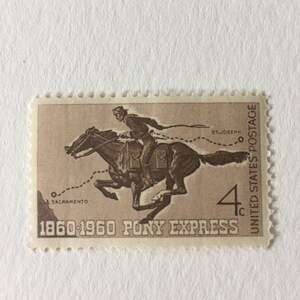 ST. JOSEPH
SACRAMENTO
4c
UNITED STATES POSTAGE
1860-1960 PONY EXPRESS